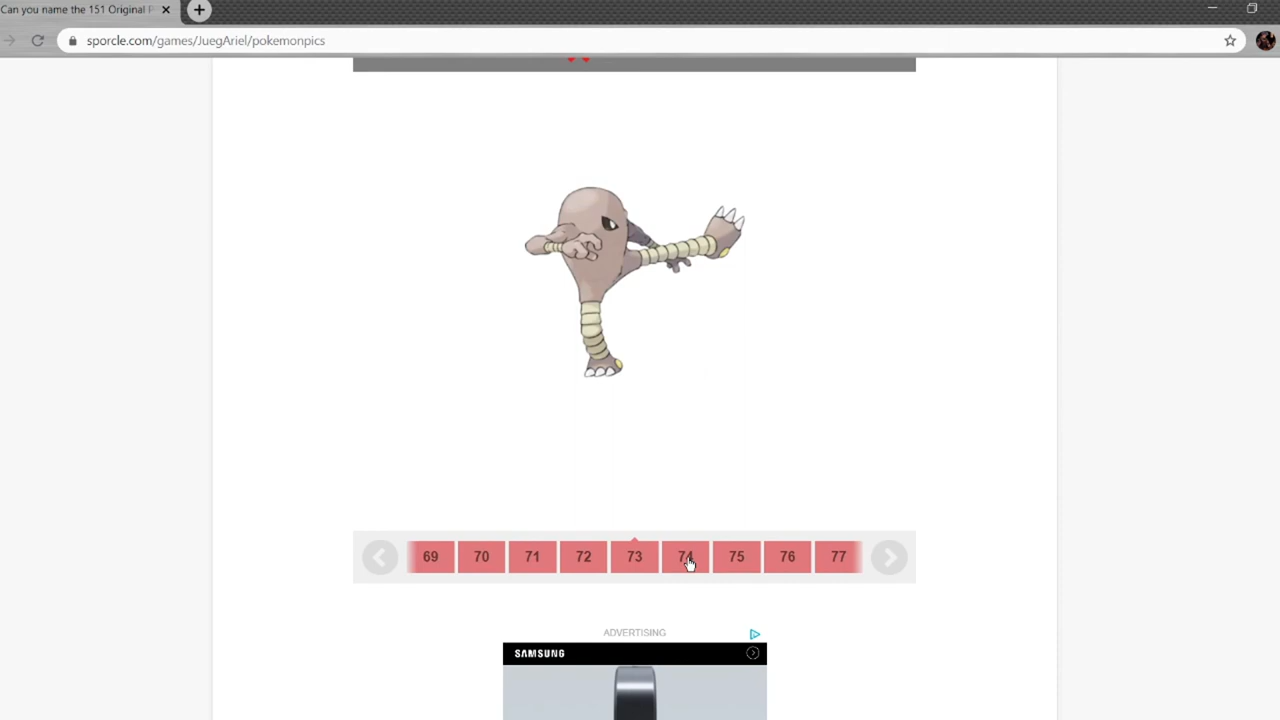 Can you name the 151 Original P
sporcle.com/games/JuegAriel/pokemonpics
69 70 71 72 73 74 75 76 77
ADVERTISING
SAMSUNG